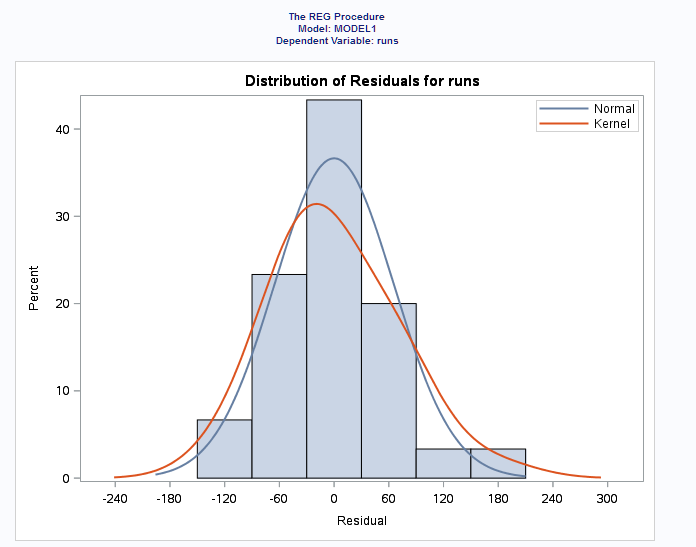 The REG Procedure
Model: MODEL1
Dependent Variable: runs
Distribution of Residuals for runs
Normal
Kernel
40
30
20
10
0
Percent
-240 -180 -120 -60 0 60 120 180 240 300
Residual